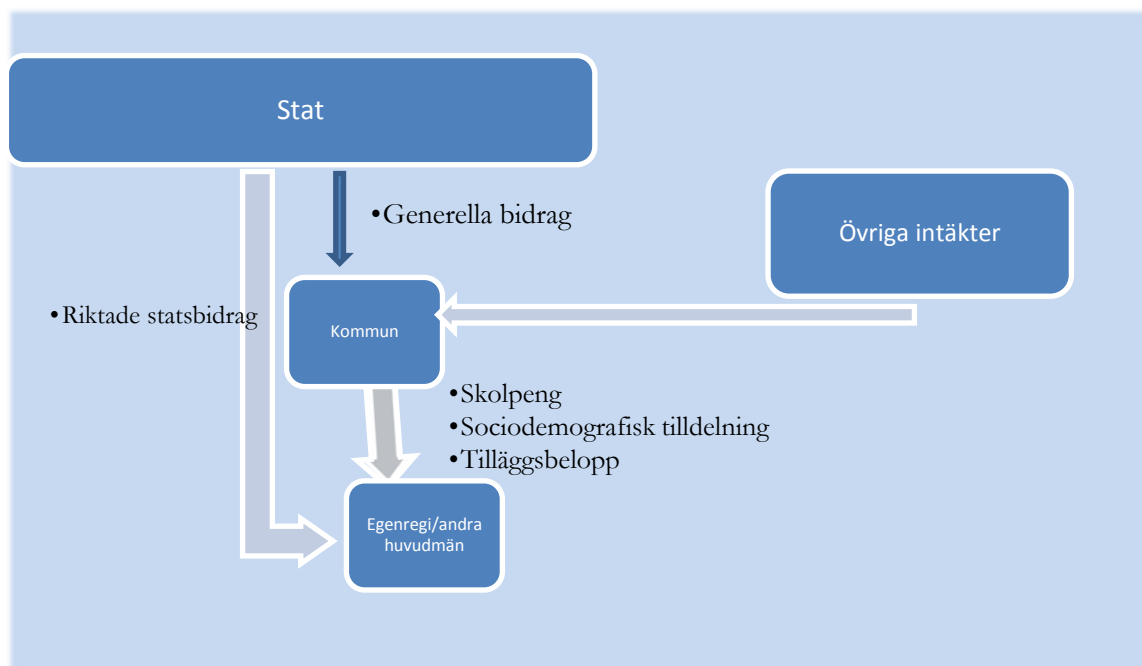 Stat
•Generella bidrag
Övriga intäkter
•Riktade statsbidrag
Kommun
•Skolpeng
•Sociodemografisk tilldelning
•Tilläggsbelopp
Egenregi/andra
huvudmän